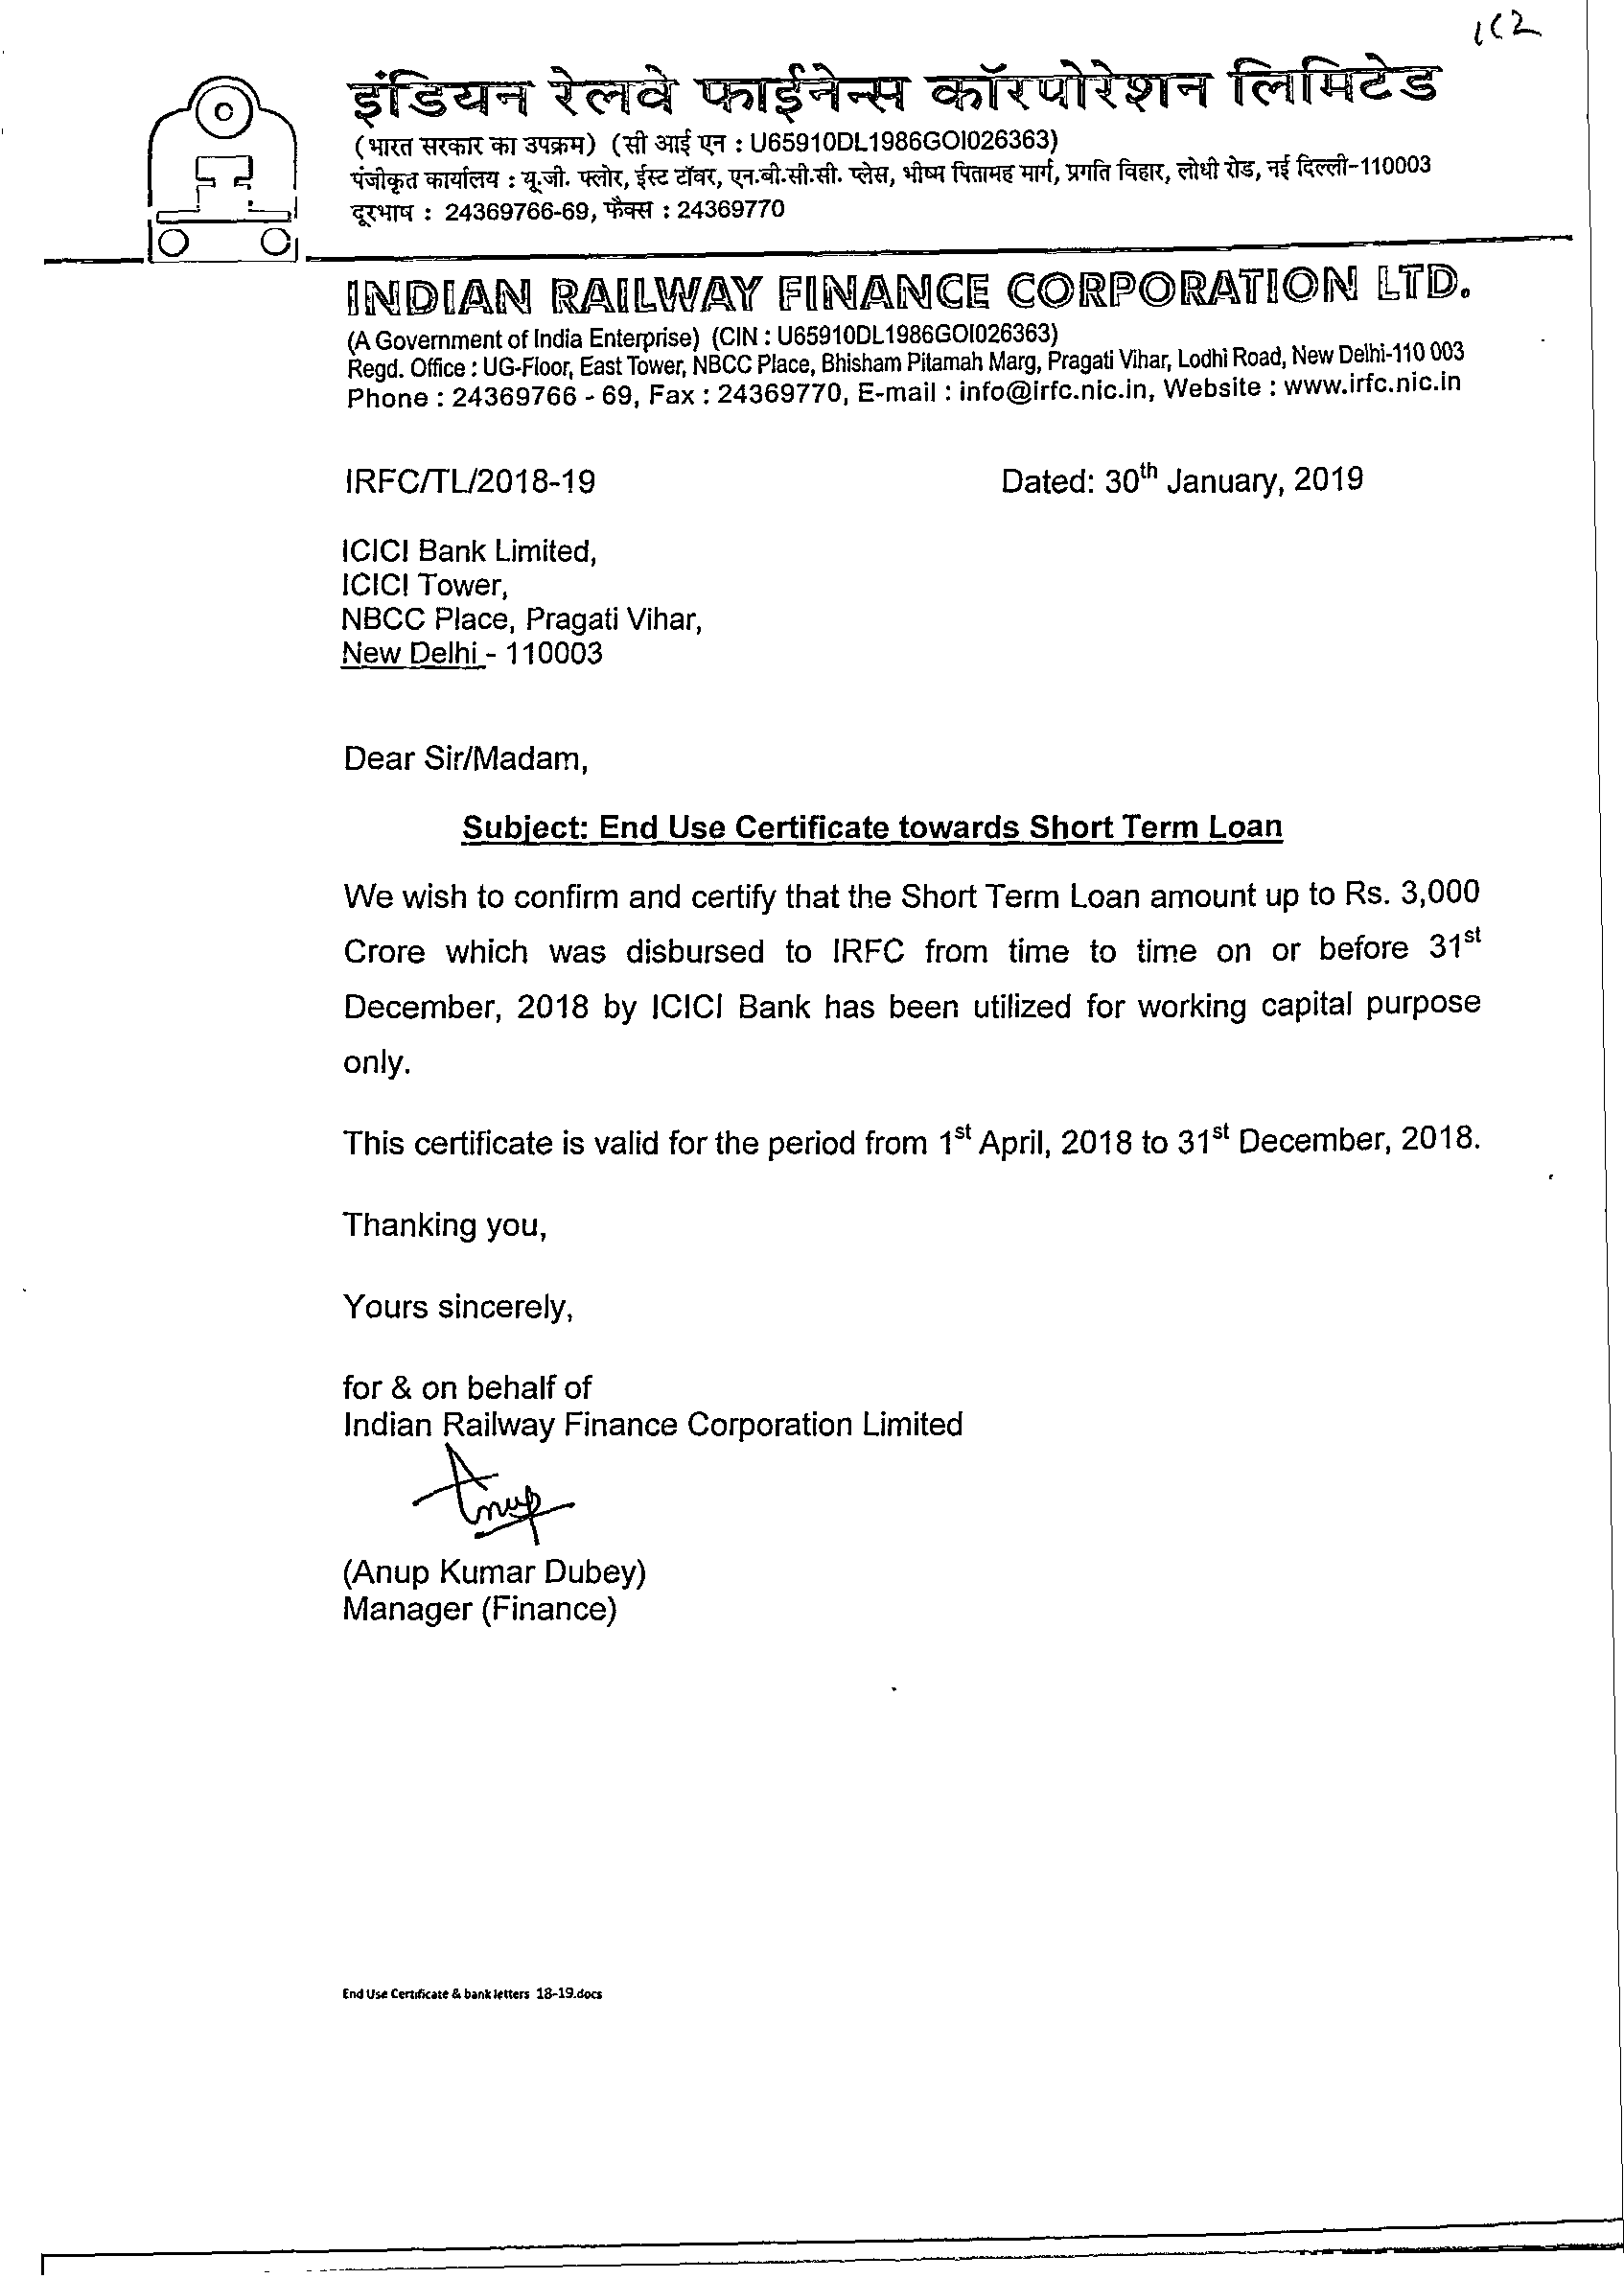 162
इंडियन रेलवे फाईनेन्स कॉरपोरेशन लिमिटेड
(भारत सरकार का उपक्रम) (सी आई एन : U65910DL1986GOI026363)
पंजीकृत कार्यालय : यू.जी. फ्लोर, ईस्ट टॉवर, एन.बी.सी.सी. प्लेस, भीष्म पितामह मार्ग, प्रगति विहार, लोधी रोड, नई दिल्ली-110003
दूरभाष : 24369766-69, फैक्स : 24369770
INDIAN RAILWAY FINANCE CORPORATION LTD.
(A Government of India Enterprise) (CIN : U65910DL1986GOI026363)
Regd. Office : UG-Floor, East Tower, NBCC Place, Bhisham Pitamah Marg, Pragati Vihar, Lodhi Road, New Delhi-110 003
Phone : 24369766 - 69, Fax : 24369770, E-mail : info@irfc.nic.in, Website : www.irfc.nic.in
IRFC/TL/2018-19 Dated: 30th January, 2019
ICICI Bank Limited,
ICICI Tower,
NBCC Place, Pragati Vihar,
New Delhi - 110003
Dear Sir/Madam,
Subject: End Use Certificate towards Short Term Loan
We wish to confirm and certify that the Short Term Loan amount up to Rs. 3,000
Crore which was disbursed to IRFC from time to time on or before 31st
December, 2018 by ICICI Bank has been utilized for working capital purpose
only.
This certificate is valid for the period from 1st April, 2018 to 31st December, 2018.
Thanking you,
Yours sincerely,
for & on behalf of
Indian Railway Finance Corporation Limited
Anup
(Anup Kumar Dubey)
Manager (Finance)
End Use Certificate & bank letters 18-19.docs